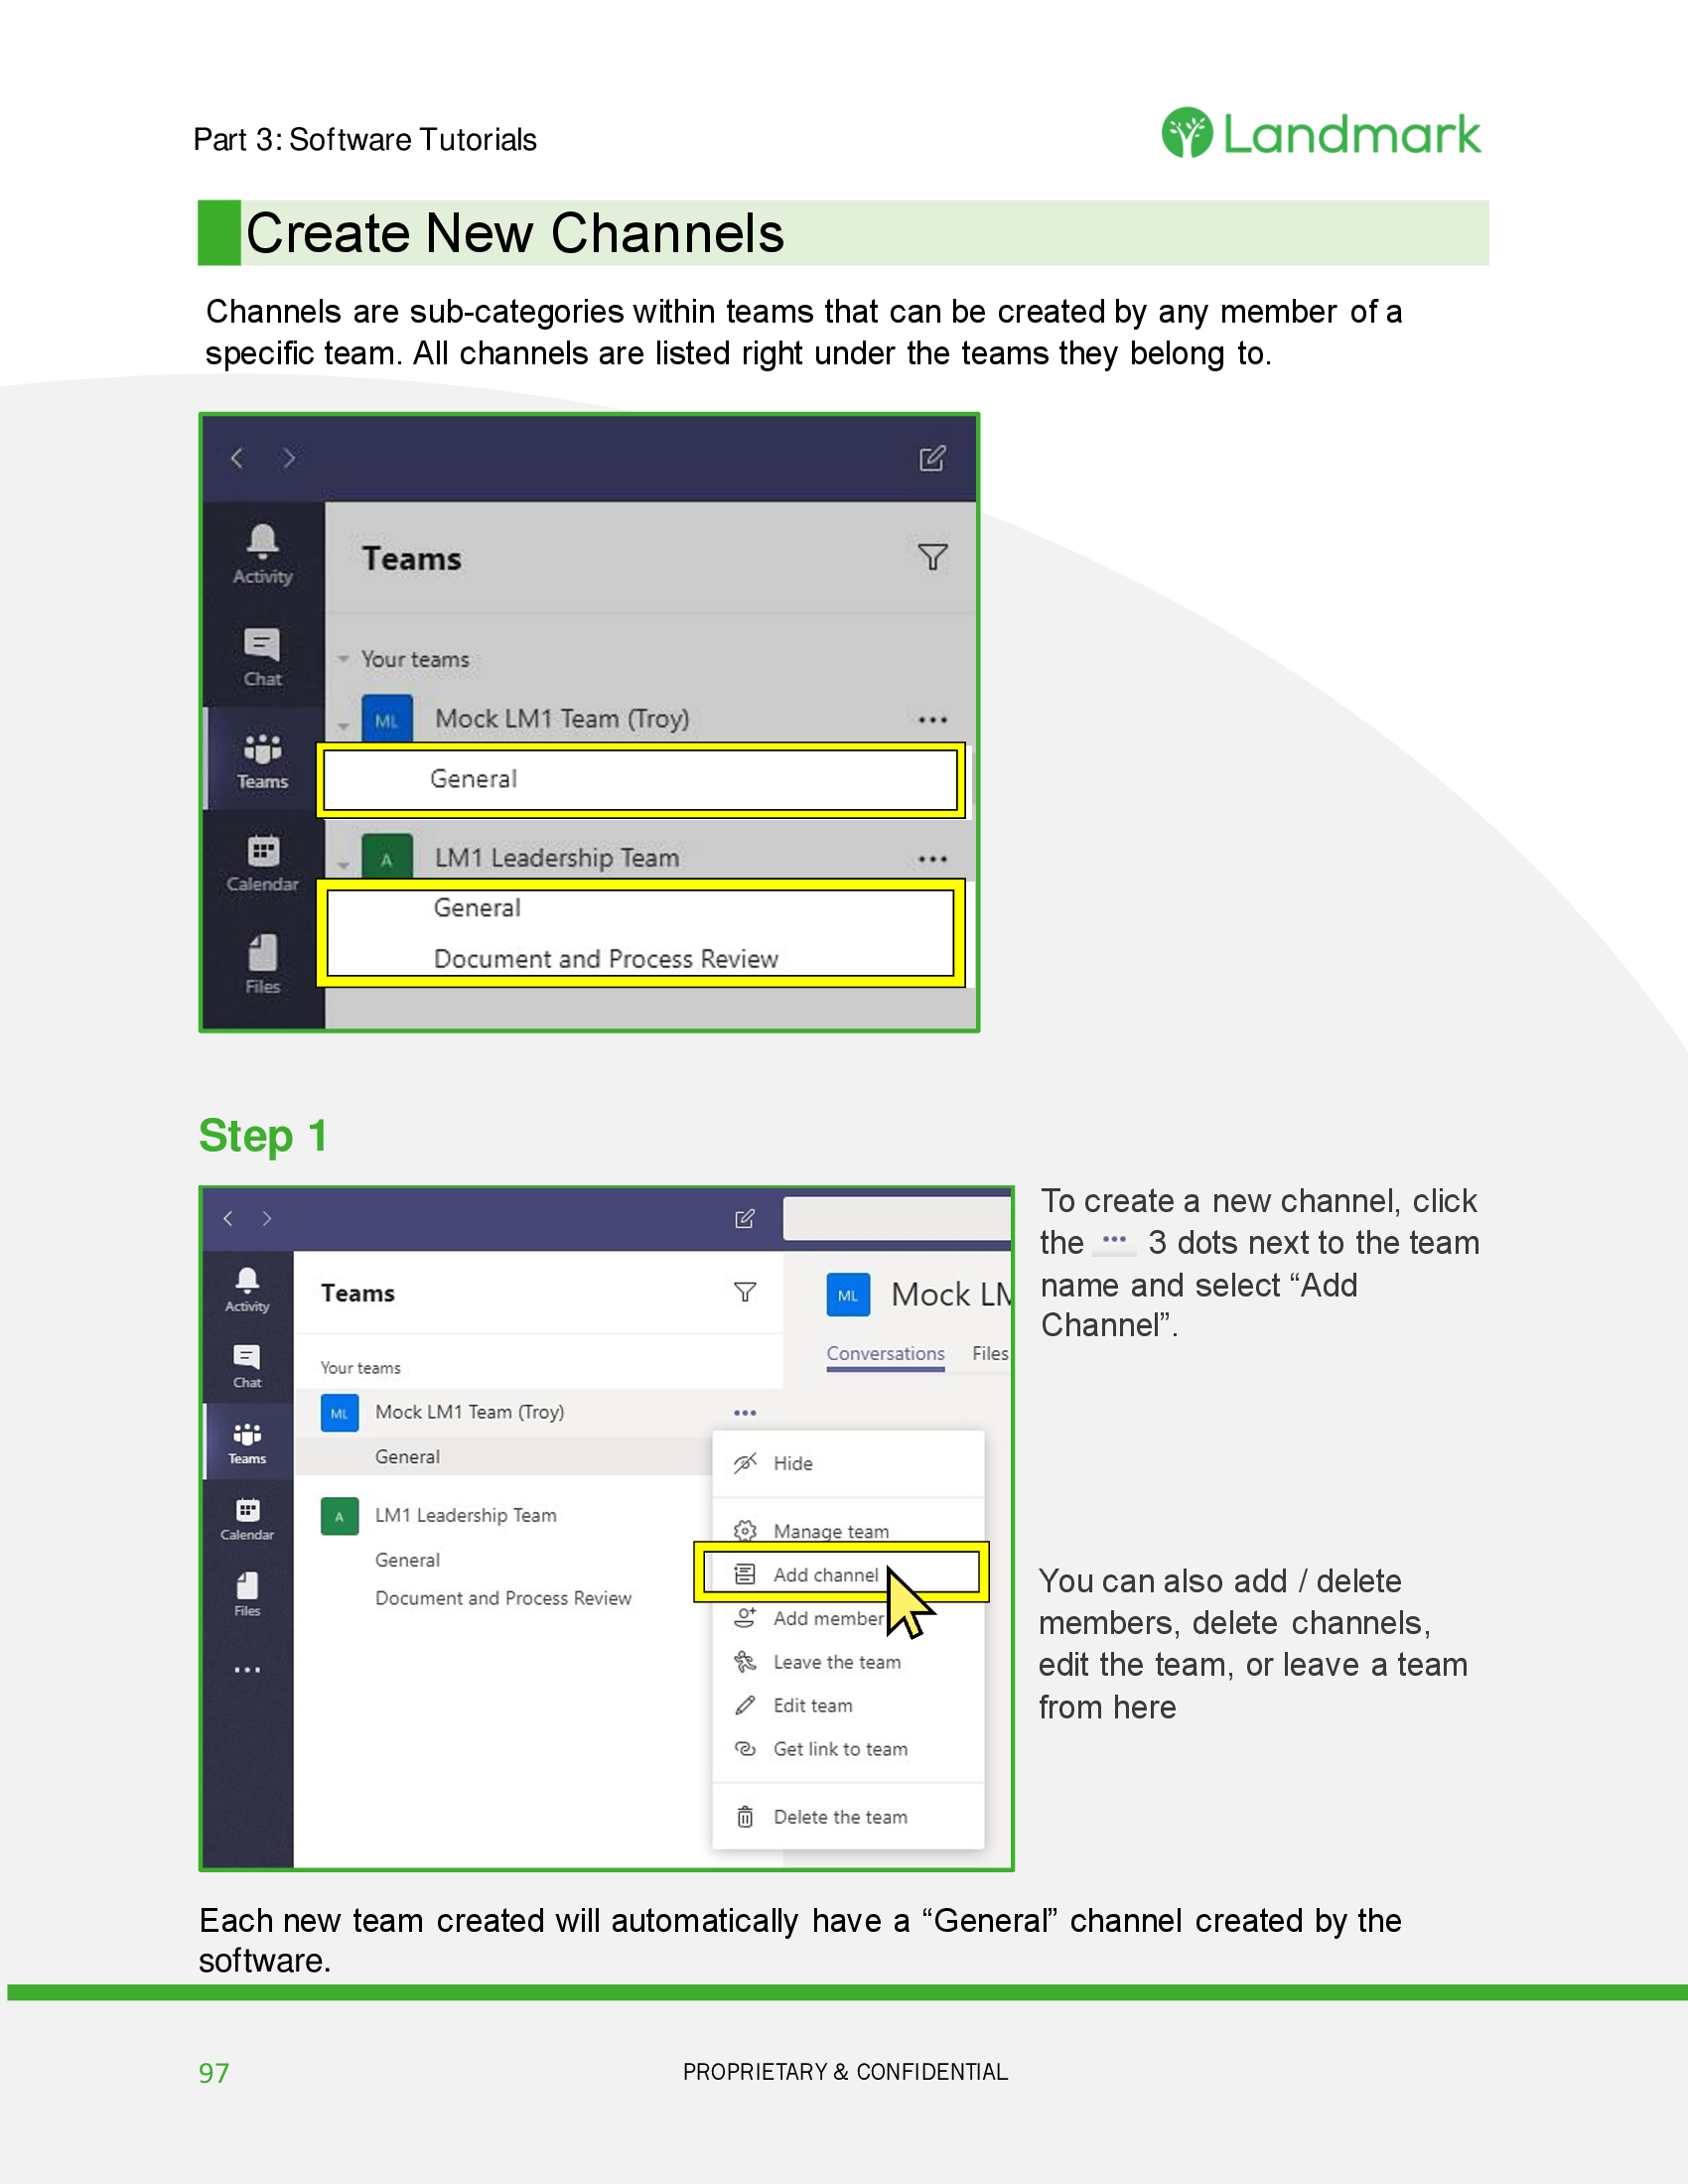 Part 3: Software Tutorials
Landmark
Create New Channels
Channels are sub-categories within teams that can be created by any member of a
specific team. All channels are listed right under the teams they belong to.
Activity
Teams
Chat
Your teams
ML
Mock LM1 Team (Troy)
Teams
General
Calendar
A
LM1 Leadership Team
General
Document and Process Review
Files
Step 1
Activity
Teams
Chat
Your teams
ML
Mock LM1 Team (Troy)
Teams
General
A
LM1 Leadership Team
Calendar
General
Document and Process Review
Files
ML
Mock LM
Conversations
Files
Hide
Manage team
Add channel
Add member
Leave the team
Edit team
Get link to team
Delete the team
To create a new channel, click
the ••• 3 dots next to the team
name and select “Add
Channel”.
You can also add / delete
members, delete channels,
edit the team, or leave a team
from here
Each new team created will automatically have a “General” channel created by the
software.
97
PROPRIETARY & CONFIDENTIAL